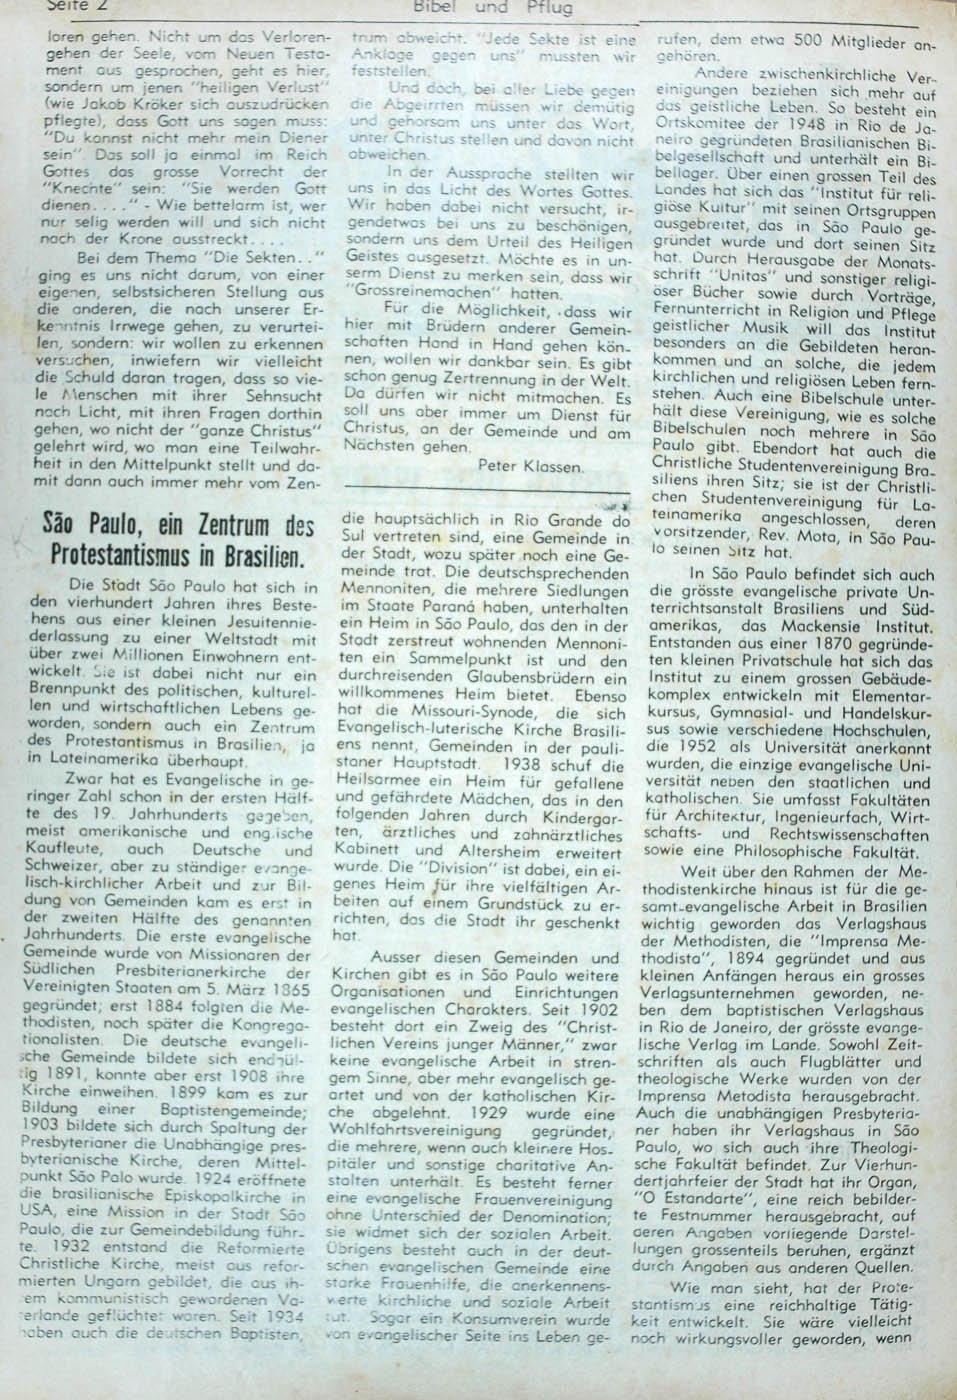 Seite 2
Bibel und Pflug
loren gehen. Nicht um das Verloren-
gehen der Seele, vom Neuen Testa-
ment aus gesprochen, geht es hier,
sondern um jenen "heiligen Verlust"
(wie Jakob Kröker sich auszudrücken
pflegte), dass Gott uns sagen muss:
"Du kannst nicht mehr mein Diener
sein". Das soll ja einmal im Reich
Gottes das grosse Vorrecht der
"Knechte" sein: "Sie werden Gott
dienen. . . ." - Wie bettelarm ist, wer
nur selig werden will und sich nicht
nach der Krone ausstreckt. . . .
Bei dem Thema "Die Sekten. ."
ging es uns nicht darum, von einer
eigenen, selbstsicheren Stellung aus
die anderen, die nach unserer Er-
kenntnis Irrwege gehen, zu verurtei-
len, sondern: wir wollen zu erkennen
versuchen, inwiefern wir vielleicht
die Schuld daran tragen, dass so vie-
le Menschen mit ihrer Sehnsucht
nach Licht, mit ihren Fragen dorthin
gehen, wo nicht der "ganze Christus"
gelehrt wird, wo man eine Teilwahr-
heit in den Mittelpunkt stellt und da-
mit dann auch immer mehr vom Zen-
trum abweicht. "Jede Sekte ist eine
Anklage gegen uns" mussten wir
feststellen.
Und doch, bei aller Liebe gegen
die Abgeirrten müssen wir demütig
und gehorsam uns unter das Wort,
unter Christus stellen und davon nicht
abweichen.
In der Aussprache stellten wir
uns in das Licht des Wortes Gottes.
Wir haben dabei nicht versucht, ir-
gendetwas bei uns zu beschönigen,
sondern uns dem Urteil des Heiligen
Geistes ausgesetzt. Möchte es in un-
serm Dienst zu merken sein, dass wir
"Grossreinemachen" hatten.
Für die Möglichkeit, dass wir
hier mit Brüdern anderer Gemein-
schaften Hand in Hand gehen kön-
nen, wollen wir dankbar sein. Es gibt
schon genug Zertrennung in der Welt.
Da dürfen wir nicht mitmachen. Es
soll uns aber immer um Dienst für
Christus, an der Gemeinde und am
Nächsten gehen.
Peter Klassen.
São Paulo, ein Zentrum des
Protestantismus in Brasilien.
Die Stadt São Paulo hat sich in
den vierhundert Jahren ihres Beste-
hens aus einer kleinen Jesuitennie-
derlassung zu einer Weltstadt mit
über zwei Millionen Einwohnern ent-
wickelt. Sie ist dabei nicht nur ein
Brennpunkt des politischen, kulturel-
len und wirtschaftlichen Lebens ge-
worden, sondern auch ein Zentrum
des Protestantismus in Brasilien, ja
in Lateinamerika überhaupt.
Zwar hat es Evangelische in ge-
ringer Zahl schon in der ersten Hälf-
te des 19. Jahrhunderts gegeben,
meist amerikanische und englische
Kaufleute, auch Deutsche und
Schweizer, aber zu ständiger evange-
lisch-kirchlicher Arbeit und zur Bil-
dung von Gemeinden kam es erst in
der zweiten Hälfte des genannten
Jahrhunderts. Die erste evangelische
Gemeinde wurde von Missionaren der
Südlichen Presbiterianerkirche der
Vereinigten Staaten am 5. März 1865
gegründet; erst 1884 folgten die Me-
thodisten, noch später die Kongrega-
tionalisten. Die deutsche evangeli-
sche Gemeinde bildete sich endgül-
tig 1891, konnte aber erst 1908 ihre
Kirche einweihen. 1899 kam es zur
Bildung einer Baptistengemeinde;
1903 bildete sich durch Spaltung der
Presbyterianer die Unabhängige pres-
byterianische Kirche, deren Mittel-
punkt São Palo wurde. 1924 eröffnete
die brasilianische Episkopalkirche in
USA, eine Mission in der Stadt São
Paulo, die zur Gemeindebildung führ-
te. 1932 entstand die Reformierte
Christliche Kirche, meist aus refor-
mierten Ungarn gebildet, die aus ih-
em kommunistisch gewordenen Va-
erlande geflüchtet waren. Seit 1934
haben auch die deutschen Baptisten,
die hauptsächlich in Rio Grande do
Sul vertreten sind, eine Gemeinde in
der Stadt, wozu später noch eine Ge-
meinde trat. Die deutschsprechenden
Mennoniten, die mehrere Siedlungen
im Staate Paraná haben, unterhalten
ein Heim in São Paulo, das den in der
Stadt zerstreut wohnenden Mennoni-
ten ein Sammelpunkt ist und den
durchreisenden Glaubensbrüdern ein
willkommenes Heim bietet. Ebenso
hat die Missouri-Synode, die sich
Evangelisch-luterische Kirche Brasili-
ens nennt, Gemeinden in der pauli-
staner Hauptstadt. 1938 schuf die
Heilsarmee ein Heim für gefallene
und gefährdete Mädchen, das in den
folgenden Jahren durch Kindergar-
ten, ärztliches und zahnärztliches
Kabinett und Altersheim erweitert
wurde. Die "Division" ist dabei, ein ei-
genes Heim für ihre vielfältigen Ar-
beiten auf einem Grundstück zu er-
richten, das die Stadt ihr geschenkt
hat.
Ausser diesen Gemeinden und
Kirchen gibt es in São Paulo weitere
Organisationen und Einrichtungen
evangelischen Charakters. Seit 1902
besteht dort ein Zweig des "Christ-
lichen Vereins junger Männer," zwar
keine evangelische Arbeit in stren-
gem Sinne, aber mehr evangelisch ge-
artet und von der katholischen Kir-
che abgelehnt. 1929 wurde eine
Wohlfahrtsvereinigung gegründet,
die mehrere, wenn auch kleinere Hos-
pitäler und sonstige charitative An-
stalten unterhält. Es besteht ferner
eine evangelische Frauenvereinigung
ohne Unterschied der Denomination;
sie widmet sich der sozialen Arbeit.
Übrigens besteht auch in der deut-
schen evangelischen Gemeinde eine
starke Frauenhilfe, die anerkennens-
werte kirchliche und soziale Arbeit
tut. Sogar ein Konsumverein wurde
von evangelischer Seite ins Leben ge-
rufen, dem etwa 500 Mitglieder an-
gehören.
Andere zwischenkirchliche Ver-
einigungen beziehen sich mehr auf
das geistliche Leben. So besteht ein
Ortskomitee der 1948 in Rio de Ja-
neiro gegründeten Brasilianischen Bi-
belgesellschaft und unterhält ein Bi-
bellager. Über einen grossen Teil des
Landes hat sich das "Institut für reli-
giöse Kultur" mit seinen Ortsgruppen
ausgebreitet, das in São Paulo ge-
gründet wurde und dort seinen Sitz
hat. Durch Herausgabe der Monats-
schrift "Unitas" und sonstiger religi-
öser Bücher sowie durch Vorträge,
Fernunterricht in Religion und Pflege
geistlicher Musik will das Institut
besonders an die Gebildeten heran-
kommen und an solche, die jedem
kirchlichen und religiösen Leben fern-
stehen. Auch eine Bibelschule unter-
hält diese Vereinigung, wie es solche
Bibelschulen noch mehrere in São
Paulo gibt. Ebendort hat auch die
Christliche Studentenvereinigung Bra-
siliens ihren Sitz; sie ist der Christli-
chen Studentenvereinigung für La-
teinamerika angeschlossen, deren
Vorsitzender, Rev. Mota, in São Pau-
lo seinen Sitz hat.
In São Paulo befindet sich auch
die grösste evangelische private Un-
terrichtsanstalt Brasiliens und Süd-
amerikas, das Mackensie Institut.
Entstanden aus einer 1870 gegründe-
ten kleinen Privatschule hat sich das
Institut zu einem grossen Gebäude-
komplex entwickeln mit Elementar-
kursus, Gymnasial- und Handelskur-
sus sowie verschiedene Hochschulen,
die 1952 als Universität anerkannt
wurden, die einzige evangelische Uni-
versität neben den staatlichen und
katholischen. Sie umfasst Fakultäten
für Architektur, Ingenieurfach, Wirt-
schafts- und Rechtswissenschaften
sowie eine Philosophische Fakultät.
Weit über den Rahmen der Me-
thodistenkirche hinaus ist für die ge-
samt-evangelische Arbeit in Brasilien
wichtig geworden das Verlagshaus
der Methodisten, die "Imprensa Me-
thodista", 1894 gegründet und aus
kleinen Anfängen heraus ein grosses
Verlagsunternehmen geworden, ne-
ben dem baptistischen Verlagshaus
in Rio de Janeiro, der grösste evange-
lische Verlag im Lande. Sowohl Zeit-
schriften als auch Flugblätter und
theologische Werke wurden von der
Imprensa Metodista herausgebracht.
Auch die unabhängigen Presbyteria-
ner haben ihr Verlagshaus in São
Paulo, wo sich auch ihre Theologi-
sche Fakultät befindet. Zur Vierhun-
dertjahrfeier der Stadt hat ihr Organ,
"O Estandarte", eine reich bebilder-
te Festnummer herausgebracht, auf
deren Angaben vorliegende Darstel-
lungen grossenteils beruhen, ergänzt
durch Angaben aus anderen Quellen.
Wie man sieht, hat der Prote-
stantismus eine reichhaltige Tätig-
keit entwickelt. Sie wäre vielleicht
noch wirkungsvoller geworden, wenn